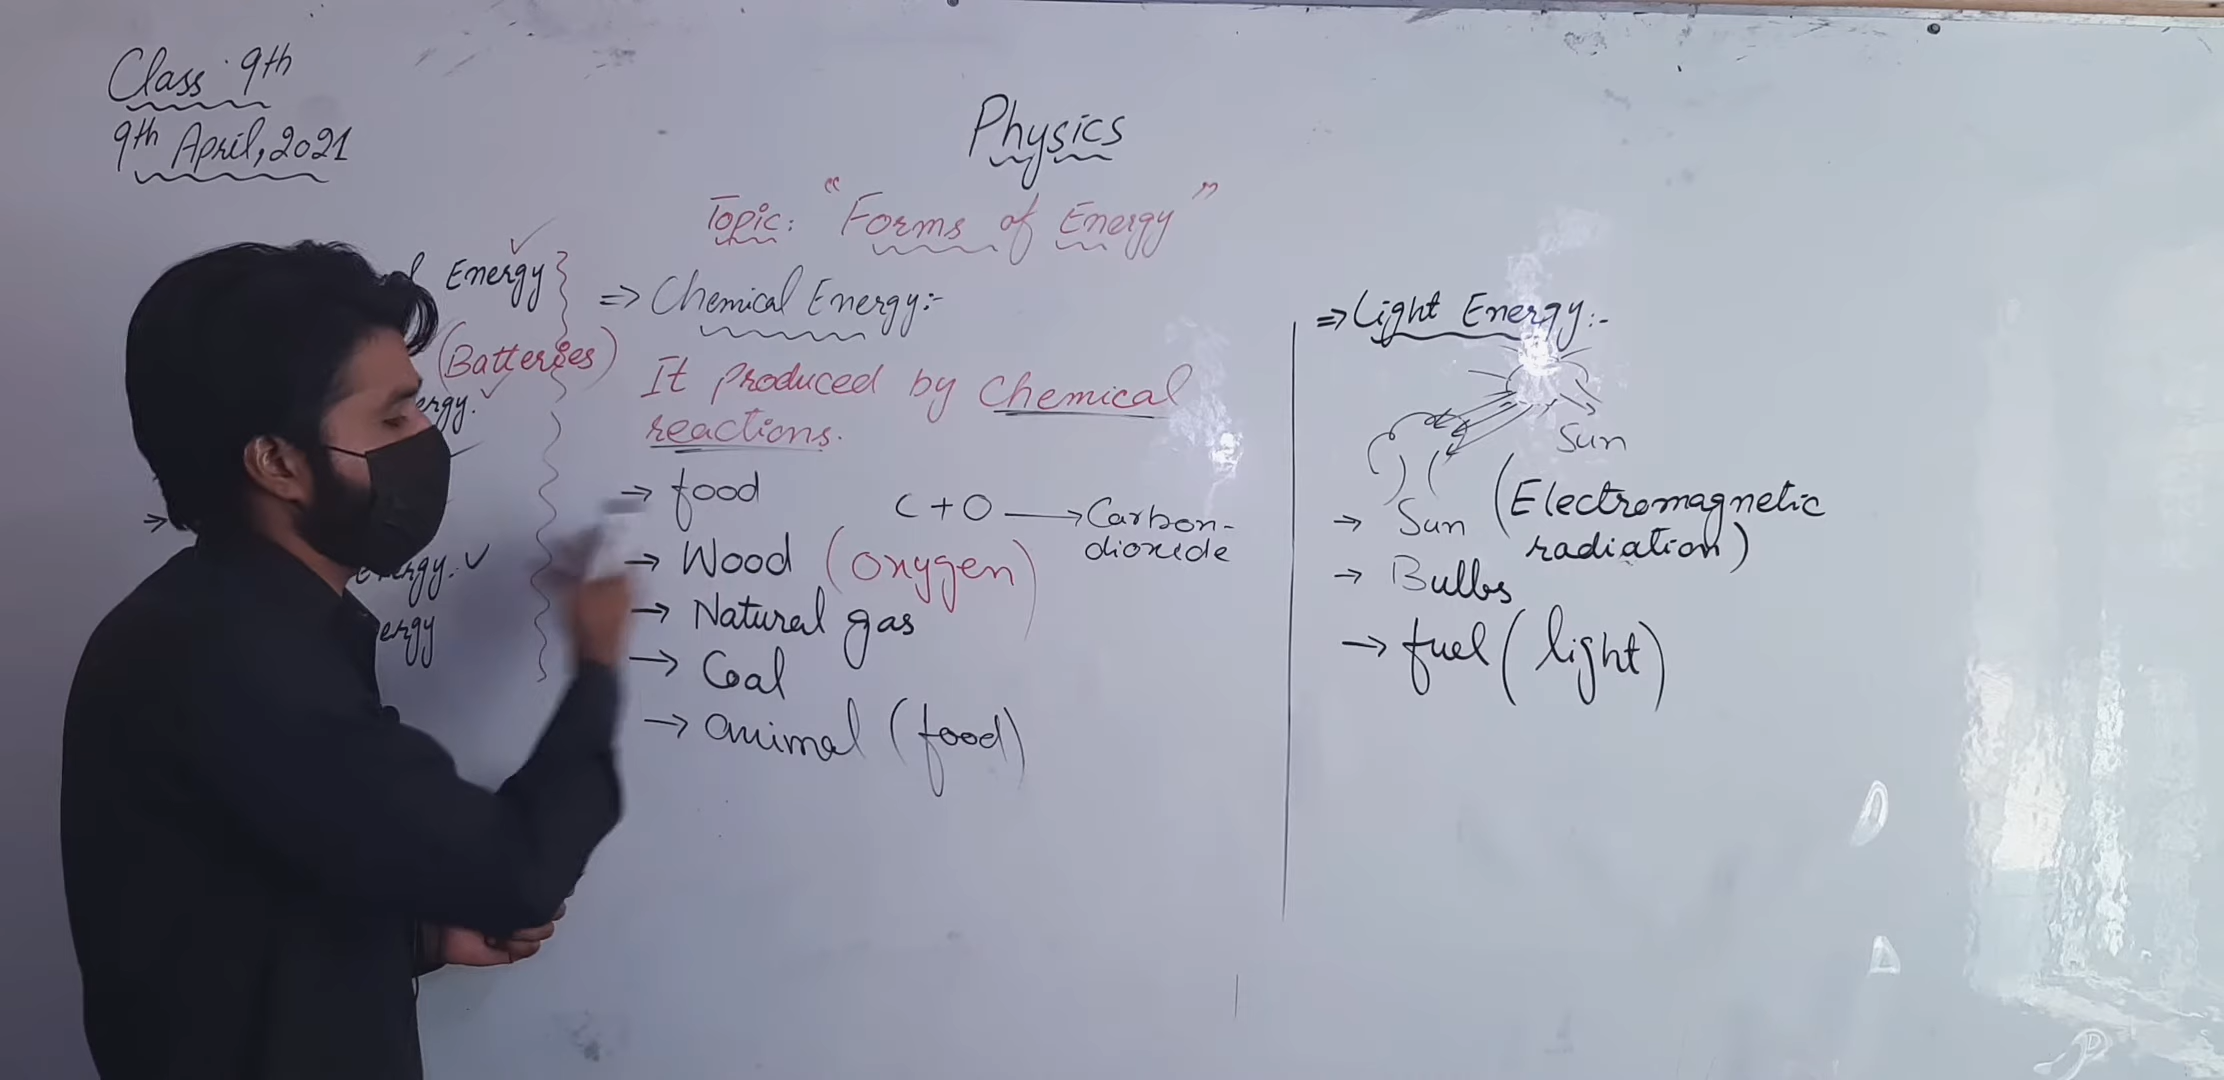 Class 9th
9th April, 2021
Physics
Topic: "Forms of Energy"
Energy
(Batteries)
=> Chemical Energy:-
It produced by chemical
reactions.
→ food
C + O → Carbon-
dioxide
→ Wood (oxygen)
→ Natural gas
→ Coal
→ animal (food)
=> Light Energy:-
Sun
→ Sun (Electromagnetic
radiation)
→ Bulbs
→ fuel (light)